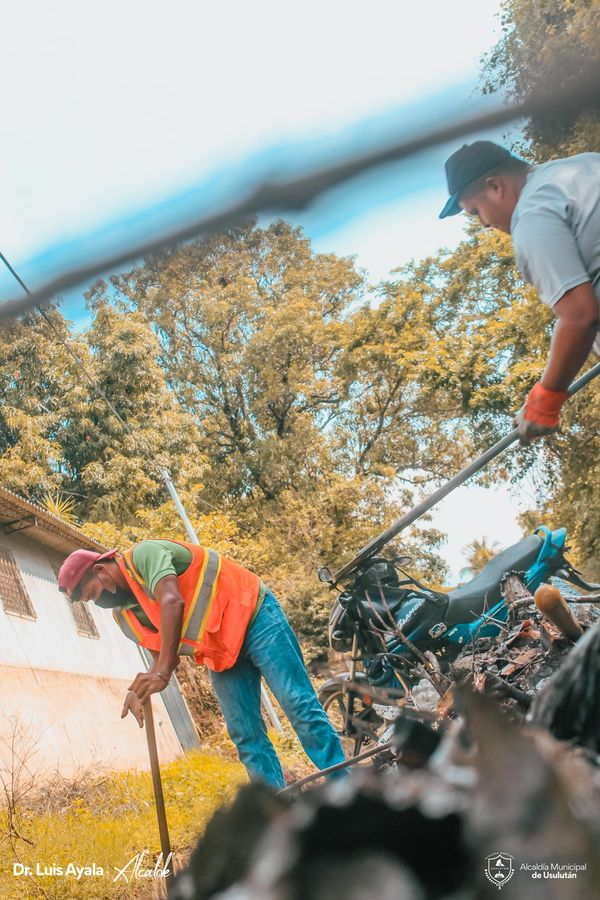 Dr. Luis Ayala Alcalde
Alcaldía Municipal
de Usulután